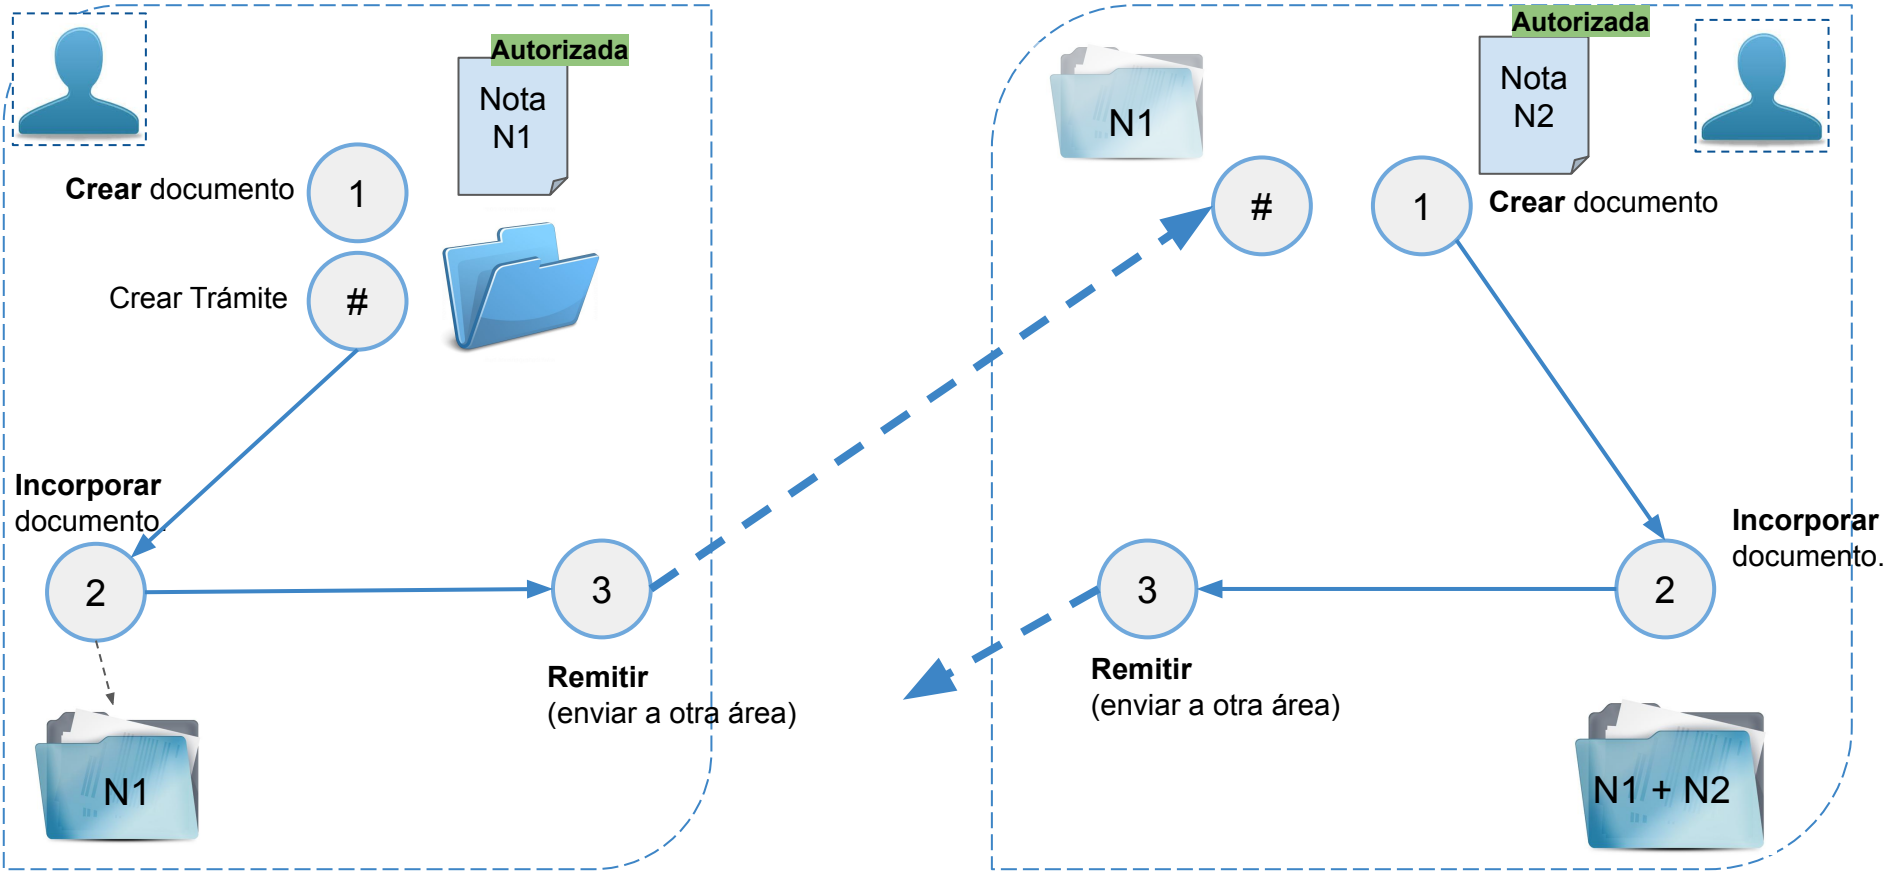 Autorizada
Nota
N1
Crear documento
1
Crear Trámite
#
Incorporar
documento.
2
3
Remitir
(enviar a otra área)
N1
N1
Autorizada
Nota
N2
#
1
Crear documento
Incorporar
documento.
3
2
Remitir
(enviar a otra área)
N1 + N2